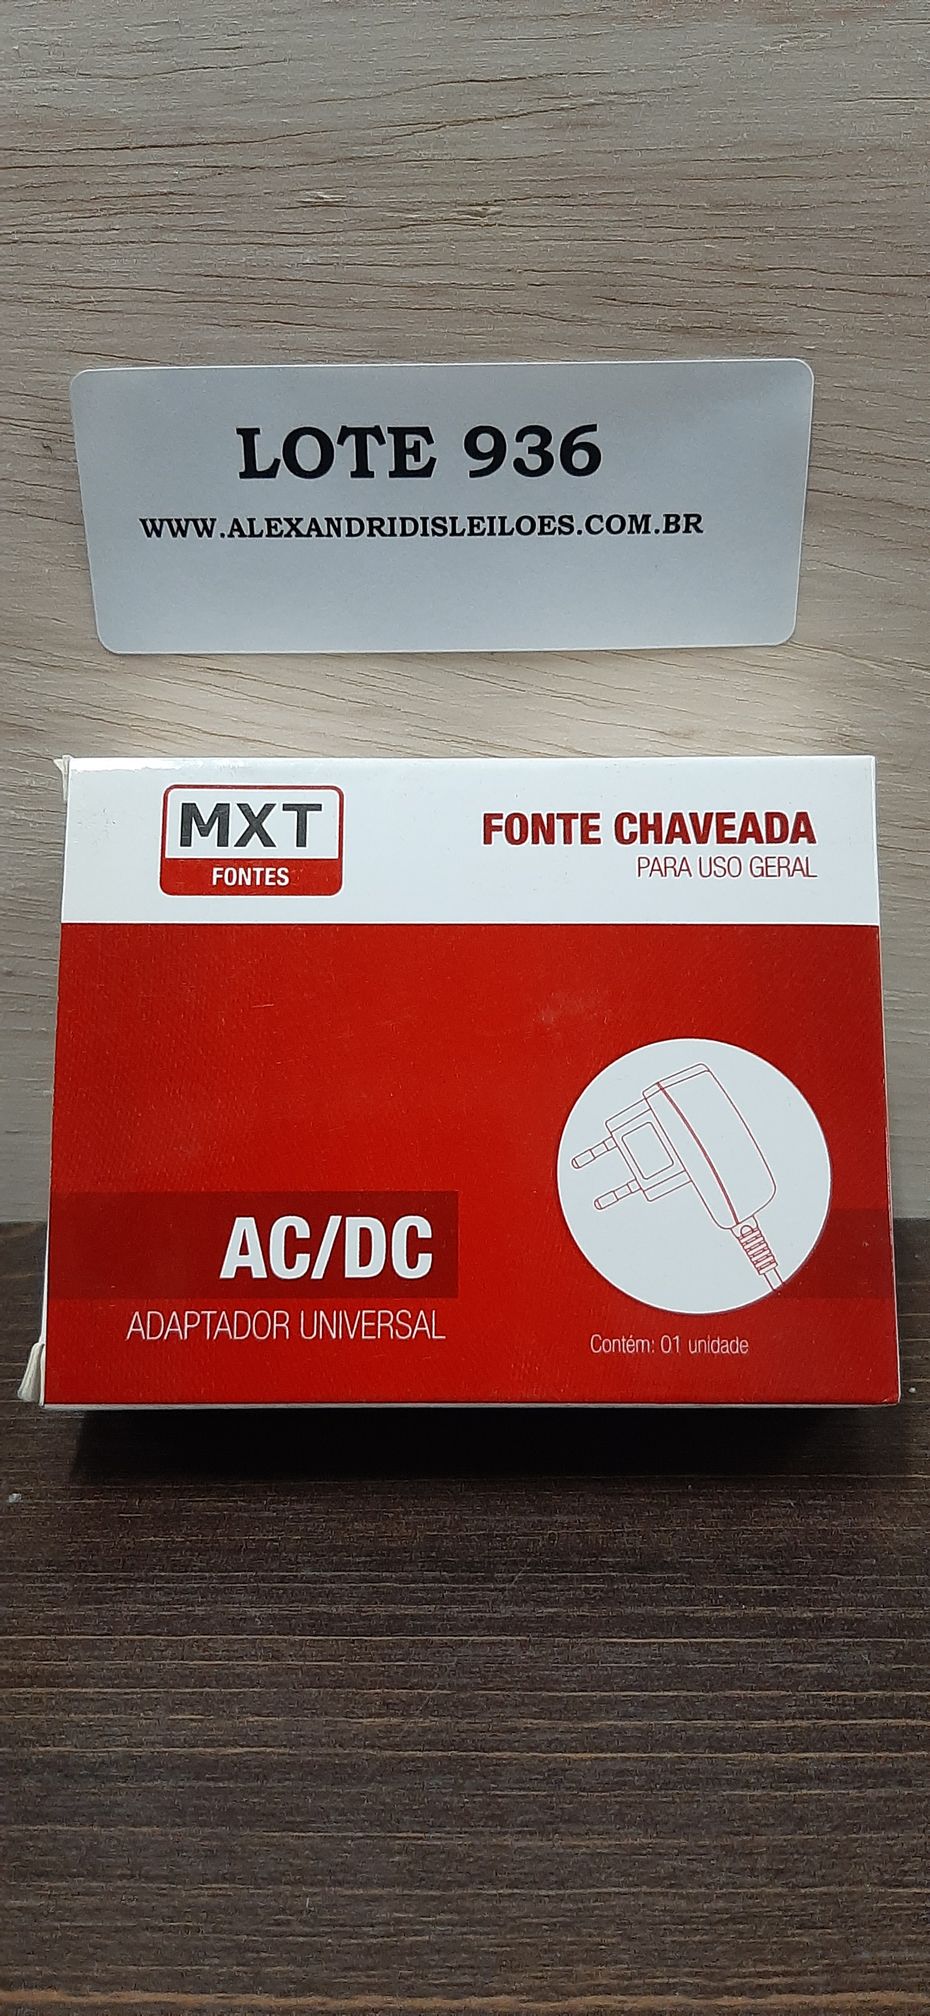 LOTE 936
WWW.ALEXANDRIDISLEILOES.COM.BR
MXT
FONTES
FONTE CHAVEADA
PARA USO GERAL
AC/DC
ADAPTADOR UNIVERSAL
Contém: 01 unidade